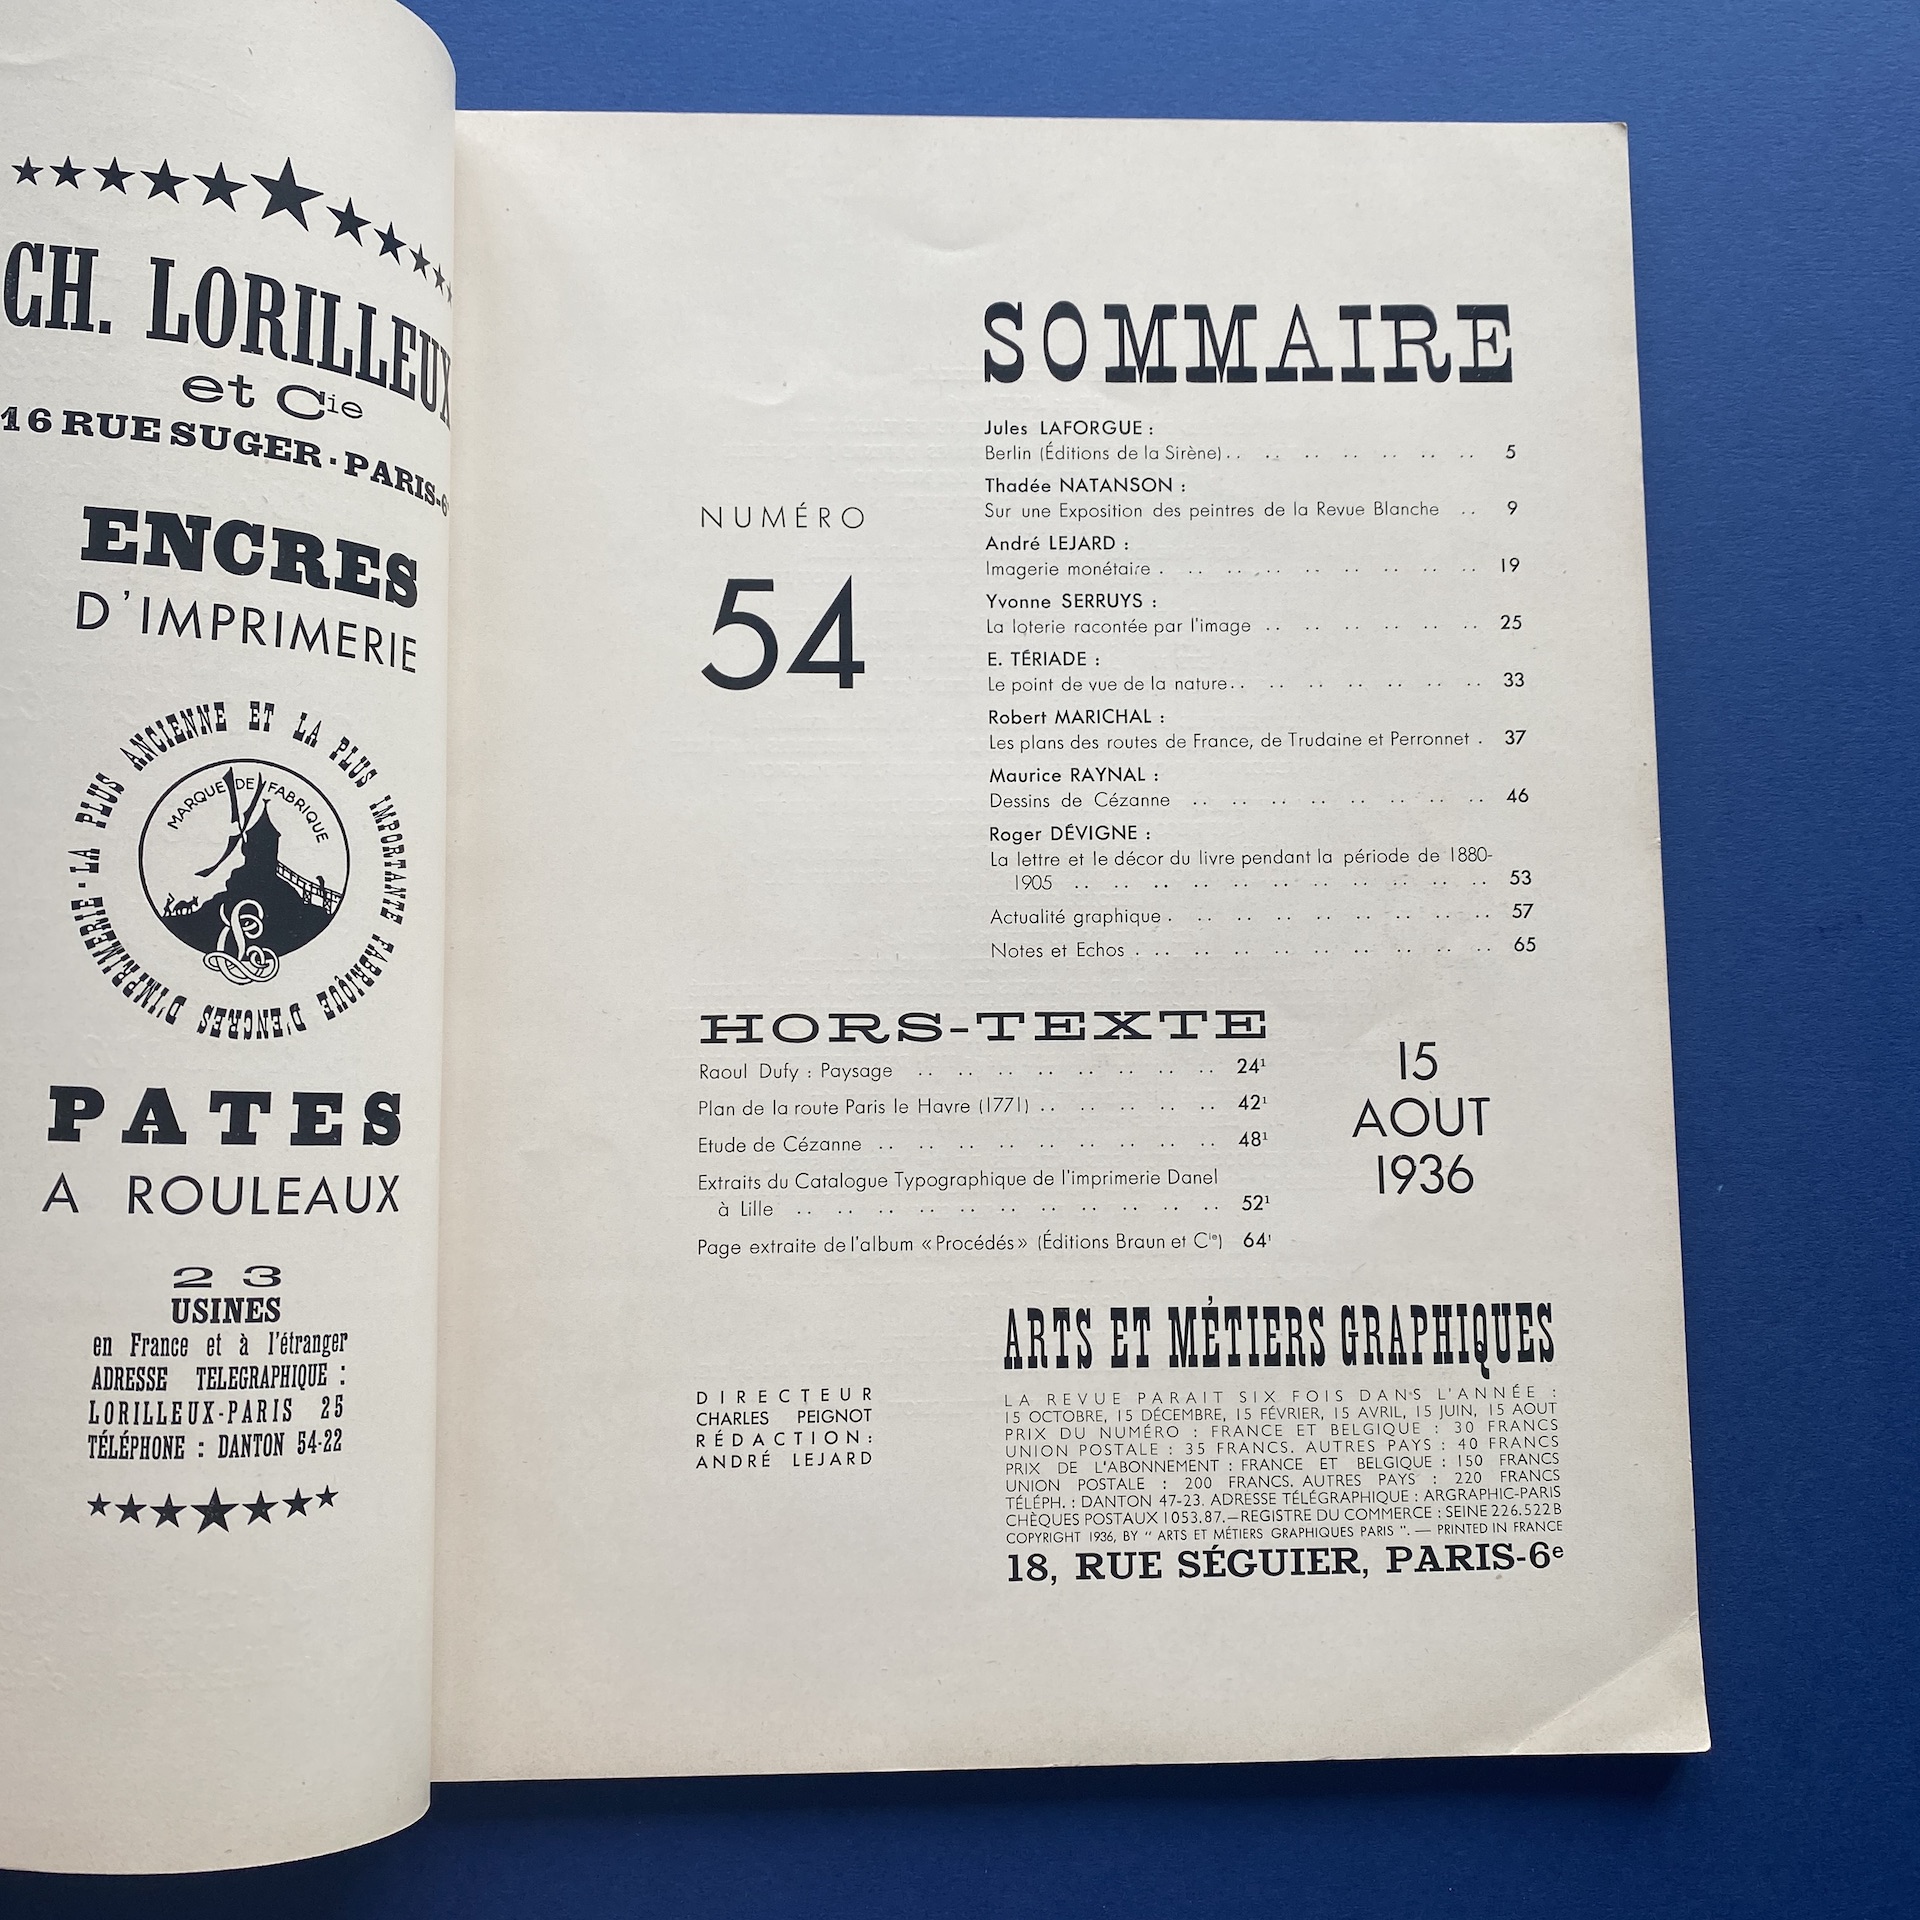 CH. LORILLEUX
et Cie
16 RUE SUGER · PARIS-6e
ENCRES
D'IMPRIMERIE
LA PLUS ANCIENNE ET LA PLUS IMPORTANTE FABRIQUE D'ENCRES D'IMPRIMERIE ·
MARQUE DE FABRIQUE
PATES
A ROULEAUX
23
USINES
en France et à l'étranger
ADRESSE TELEGRAPHIQUE :
LORILLEUX-PARIS 25
TÉLÉPHONE : DANTON 54-22
SOMMAIRE
NUMÉRO
54
Jules LAFORGUE :
Berlin (Éditions de la Sirène) . . . . . . . . . . . . . . 5
Thadée NATANSON :
Sur une Exposition des peintres de la Revue Blanche . . 9
André LEJARD :
Imagerie monétaire . . . . . . . . . . . . . . . . . 19
Yvonne SERRUYS :
La loterie racontée par l'image . . . . . . . . . . . . 25
E. TÉRIADE :
Le point de vue de la nature . . . . . . . . . . . . . . 33
Robert MARICHAL :
Les plans des routes de France, de Trudaine et Perronnet . 37
Maurice RAYNAL :
Dessins de Cézanne . . . . . . . . . . . . . . . . 46
Roger DÉVIGNE :
La lettre et le décor du livre pendant la période de 1880-
1905 . . . . . . . . . . . . . . . . . . . . . . 53
Actualité graphique . . . . . . . . . . . . . . . . . 57
Notes et Echos . . . . . . . . . . . . . . . . . . . 65
HORS-TEXTE
Raoul Dufy : Paysage . . . . . . . . . . . . . . . . 24¹
Plan de la route Paris le Havre (1771) . . . . . . . . . . 42¹
Etude de Cézanne . . . . . . . . . . . . . . . . . . 48¹
Extraits du Catalogue Typographique de l'imprimerie Danel
à Lille . . . . . . . . . . . . . . . . . . . . . . 52¹
Page extraite de l'album « Procédés » (Éditions Braun et Cie) 64¹
15
AOUT
1936
ARTS ET MÉTIERS GRAPHIQUES
DIRECTEUR
CHARLES PEIGNOT
RÉDACTION :
ANDRÉ LEJARD
LA REVUE PARAIT SIX FOIS DANS L'ANNÉE :
15 OCTOBRE, 15 DÉCEMBRE, 15 FÉVRIER, 15 AVRIL, 15 JUIN, 15 AOUT
PRIX DU NUMÉRO : FRANCE ET BELGIQUE : 30 FRANCS
UNION POSTALE : 35 FRANCS. AUTRES PAYS : 40 FRANCS
PRIX DE L'ABONNEMENT : FRANCE ET BELGIQUE : 150 FRANCS
UNION POSTALE : 200 FRANCS. AUTRES PAYS : 220 FRANCS
TÉLÉPH. : DANTON 47-23. ADRESSE TÉLÉGRAPHIQUE : ARGRAPHIC-PARIS
CHÈQUES POSTAUX 1053.87.—REGISTRE DU COMMERCE : SEINE 226.522 B
COPYRIGHT 1936, BY " ARTS ET MÉTIERS GRAPHIQUES PARIS ". — PRINTED IN FRANCE
18, RUE SÉGUIER, PARIS-6e